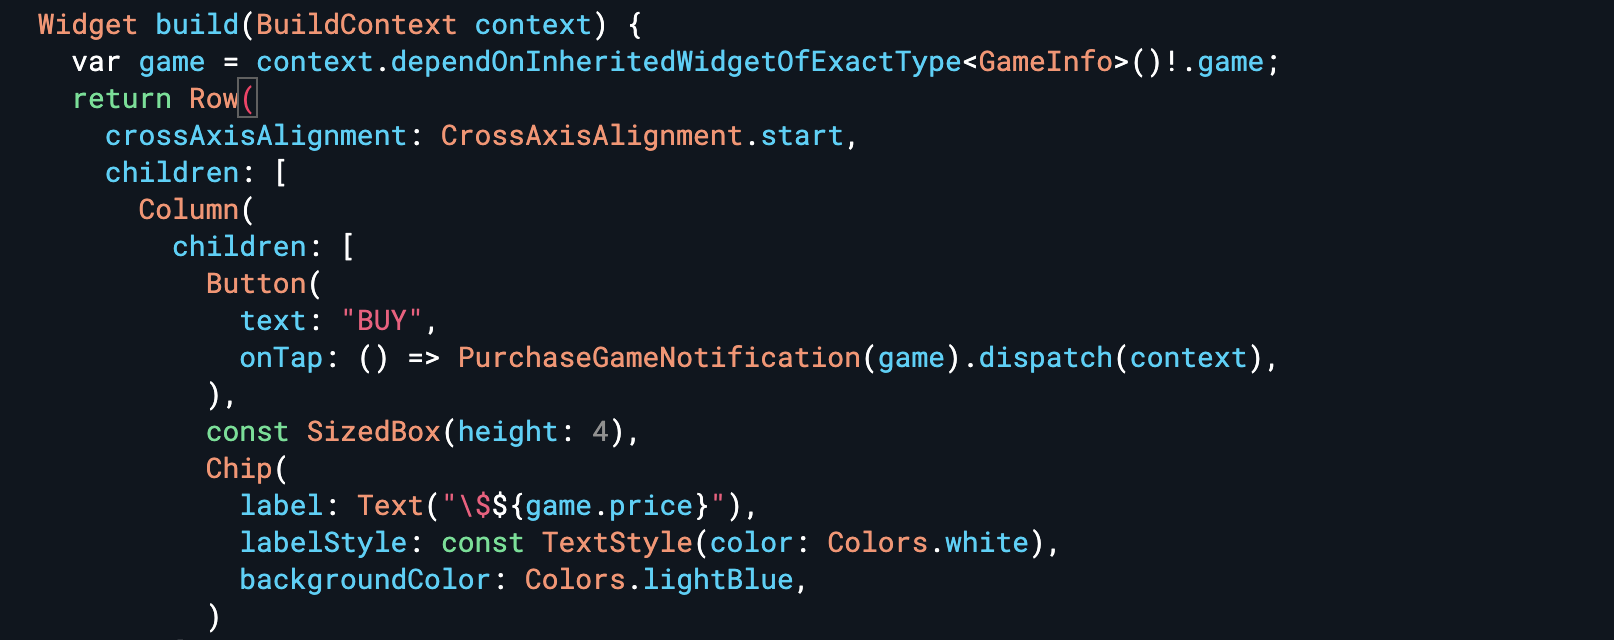 Widget build(BuildContext context) {
  var game = context.dependOnInheritedWidgetOfExactType<GameInfo>()!.game;
  return Row(
    crossAxisAlignment: CrossAxisAlignment.start,
    children: [
      Column(
        children: [
          Button(
            text: "BUY",
            onTap: () => PurchaseGameNotification(game).dispatch(context),
          ),
          const SizedBox(height: 4),
          Chip(
            label: Text("\$${game.price}"),
            labelStyle: const TextStyle(color: Colors.white),
            backgroundColor: Colors.lightBlue,
          )